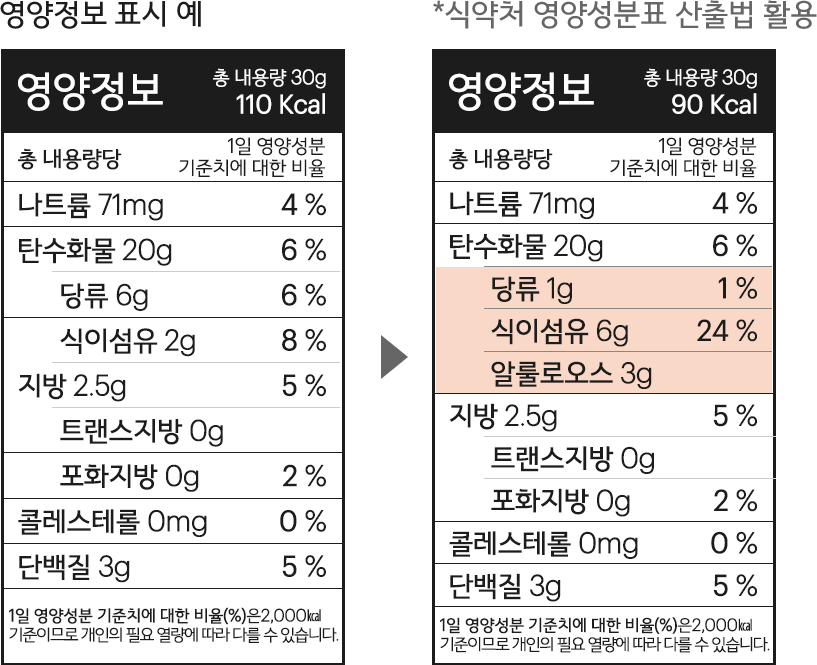 영양정보 표시 예
영양정보
총 내용량 30g
110 Kcal
총 내용량당
1일 영양성분
기준치에 대한 비율
나트륨 71mg 4 %
탄수화물 20g 6 %
당류 6g 6 %
식이섬유 2g 8 %
지방 2.5g 5 %
트랜스지방 0g
포화지방 0g 2 %
콜레스테롤 0mg 0 %
단백질 3g 5 %
1일 영양성분 기준치에 대한 비율(%)은2,000㎉
기준이므로 개인의 필요 열량에 따라 다를 수 있습니다.
*식약처 영양성분표 산출법 활용
영양정보
총 내용량 30g
90 Kcal
총 내용량당
1일 영양성분
기준치에 대한 비율
나트륨 71mg 4 %
탄수화물 20g 6 %
당류 1g 1 %
식이섬유 6g 24 %
알룰로오스 3g
지방 2.5g 5 %
트랜스지방 0g
포화지방 0g 2 %
콜레스테롤 0mg 0 %
단백질 3g 5 %
1일 영양성분 기준치에 대한 비율(%)은2,000㎉
기준이므로 개인의 필요 열량에 따라 다를 수 있습니다.